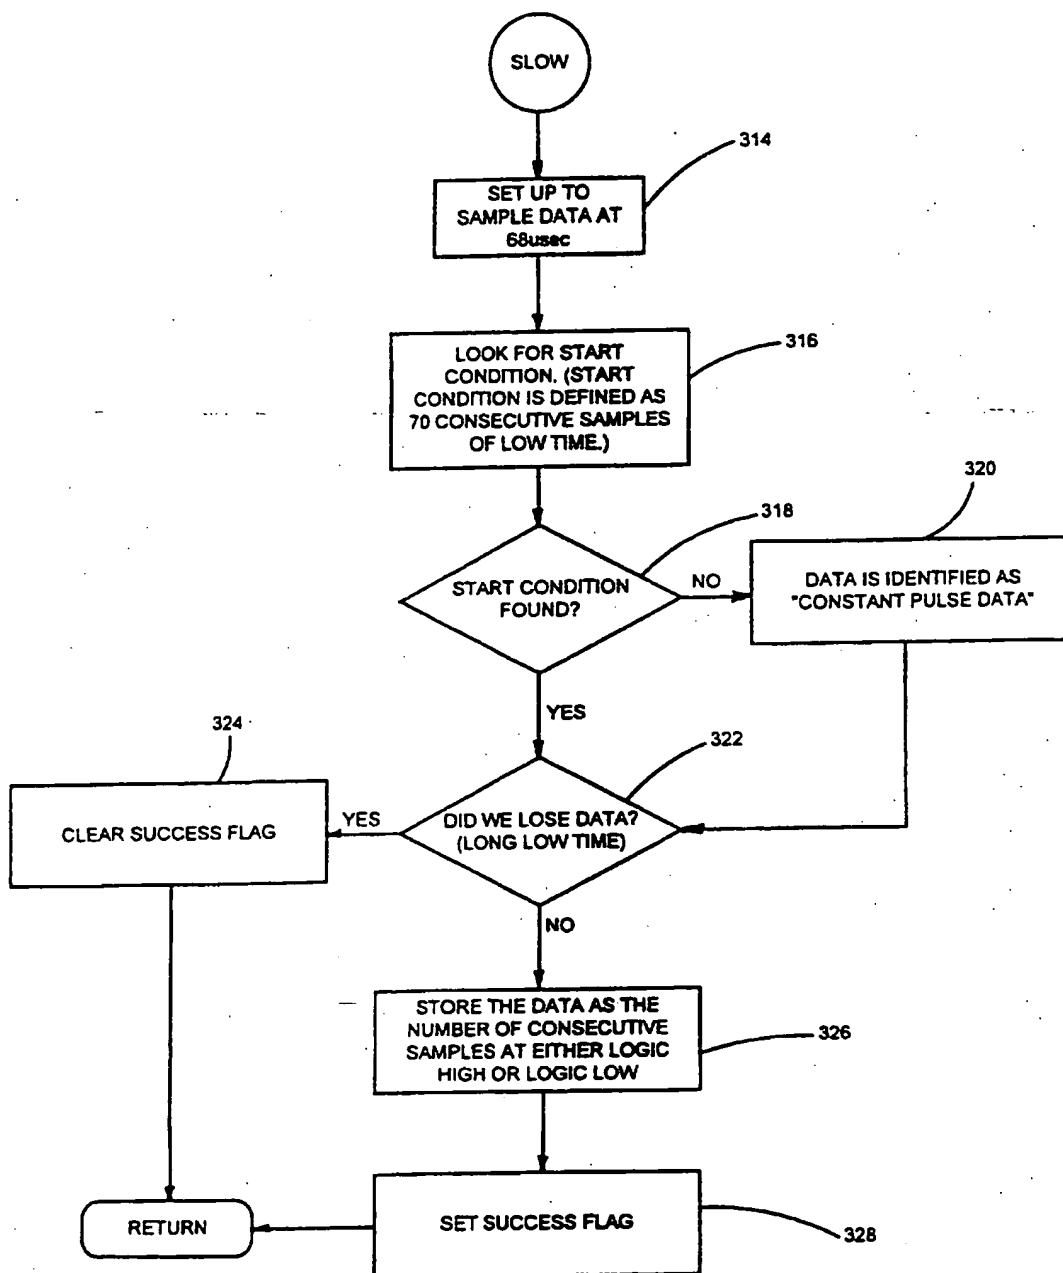 SLOW
314
SET UP TO
SAMPLE DATA AT
68usec
316
LOOK FOR START
CONDITION. (START
CONDITION IS DEFINED AS
70 CONSECUTIVE SAMPLES
OF LOW TIME.)
318
START CONDITION
FOUND?
NO
320
DATA IS IDENTIFIED AS
"CONSTANT PULSE DATA"
YES
322
DID WE LOSE DATA?
(LONG LOW TIME)
YES
324
CLEAR SUCCESS FLAG
NO
STORE THE DATA AS THE
NUMBER OF CONSECUTIVE
SAMPLES AT EITHER LOGIC
HIGH OR LOGIC LOW
326
SET SUCCESS FLAG
328
RETURN